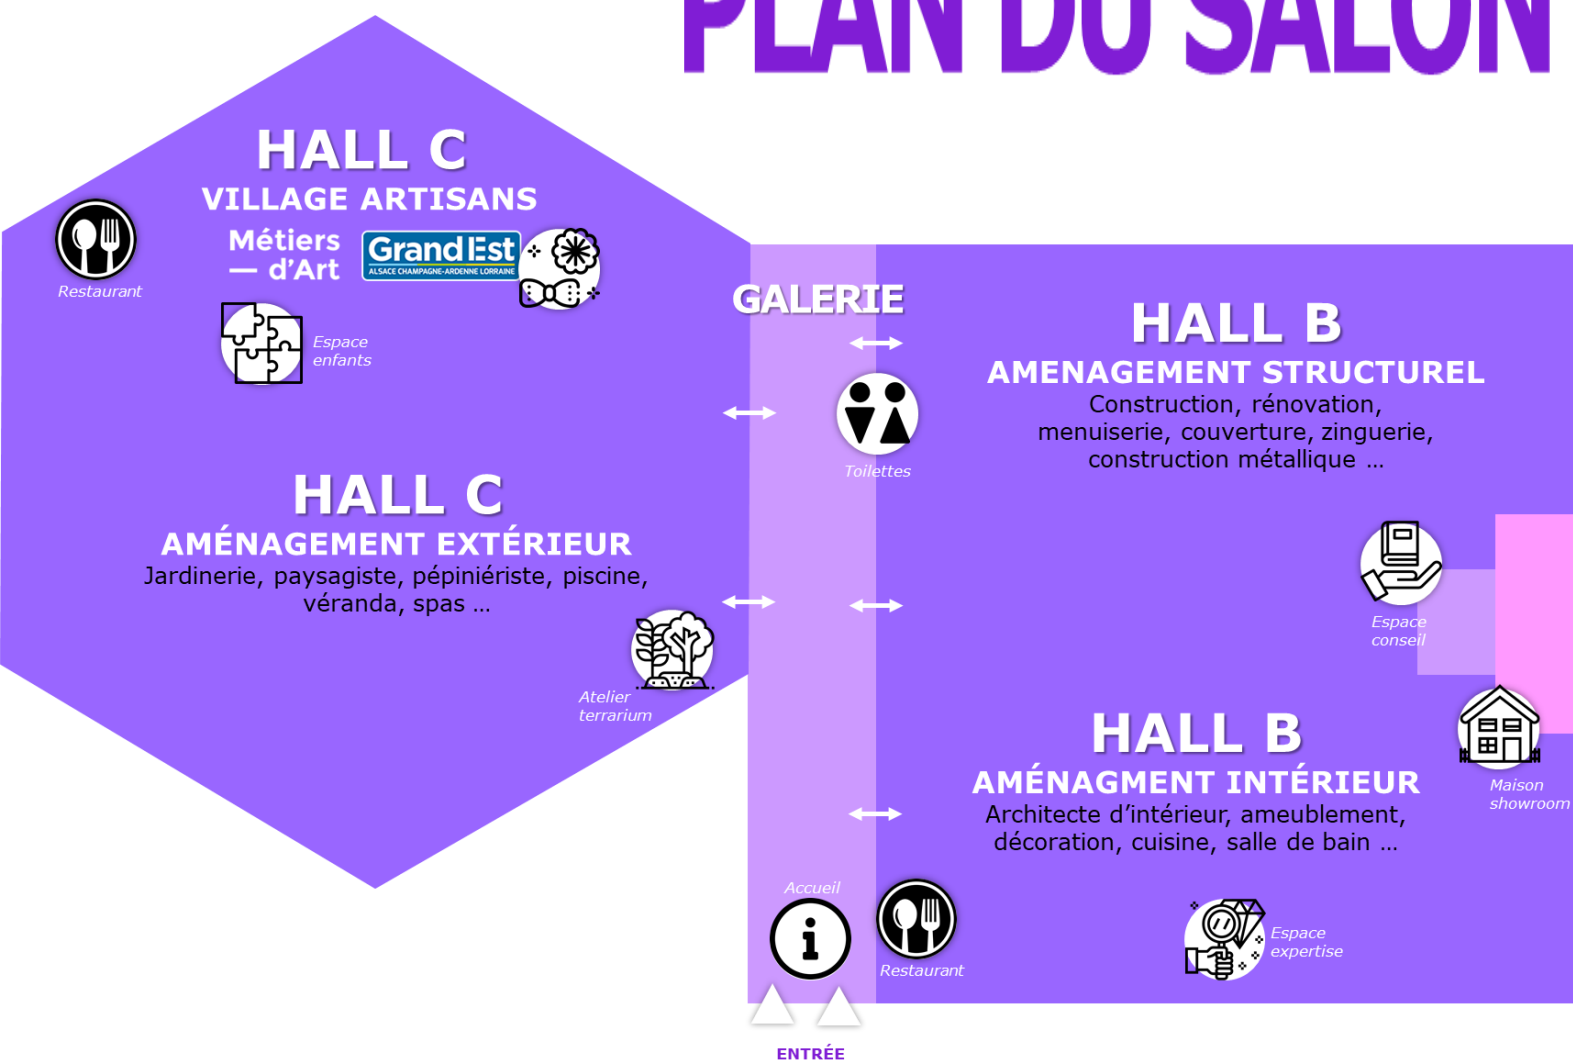 PLAN DU SALON
HALL C
VILLAGE ARTISANS
Métiers
— d'Art
Grand Est
ALSACE CHAMPAGNE-ARDENNE LORRAINE
Restaurant
Espace
enfants
GALERIE
HALL B
AMENAGEMENT STRUCTUREL
Construction, rénovation,
menuiserie, couverture, zinguerie,
construction métallique ...
Toilettes
HALL C
AMÉNAGEMENT EXTÉRIEUR
Jardinerie, paysagiste, pépiniériste, piscine,
véranda, spas ...
Atelier
terrarium
Espace
conseil
HALL B
AMÉNAGMENT INTÉRIEUR
Architecte d'intérieur, ameublement,
décoration, cuisine, salle de bain ...
Maison
showroom
Accueil
i
Restaurant
Espace
expertise
ENTRÉE